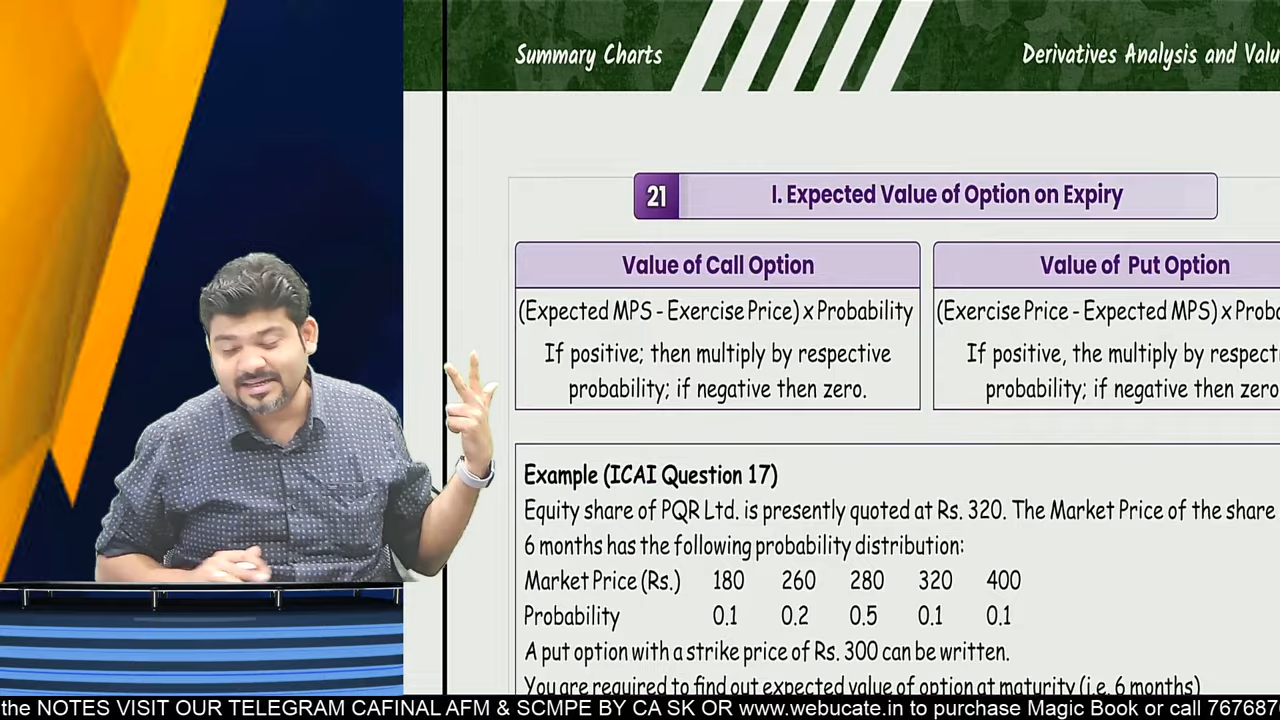 Summary Charts
Derivatives Analysis and
21
I. Expected Value of Option on Expiry
Value of Call Option
(Expected MPS - Exercise Price) x Probability
If positive; then multiply by respective
probability; if negative then zero.
Value of Put Option
(Exercise Price - Expected MPS) x
If positive, the multiply by
probability; if negative then zero
Example (ICAI Question 17)
Equity share of PQR Ltd. is presently quoted at Rs. 320. The Market Price of the share
6 months has the following probability distribution:
Market Price (Rs.) 180 260 280 320 400
Probability 0.1 0.2 0.5 0.1 0.1
A put option with a strike price of Rs. 300 can be written.
You are required to find out expected value of option at maturity (i.e. 6 months)
the NOTES VISIT OUR TELEGRAM CAFINAL AFM & SCMPE BY CA SK OR www.webucate.in to purchase Magic Book or call 767687